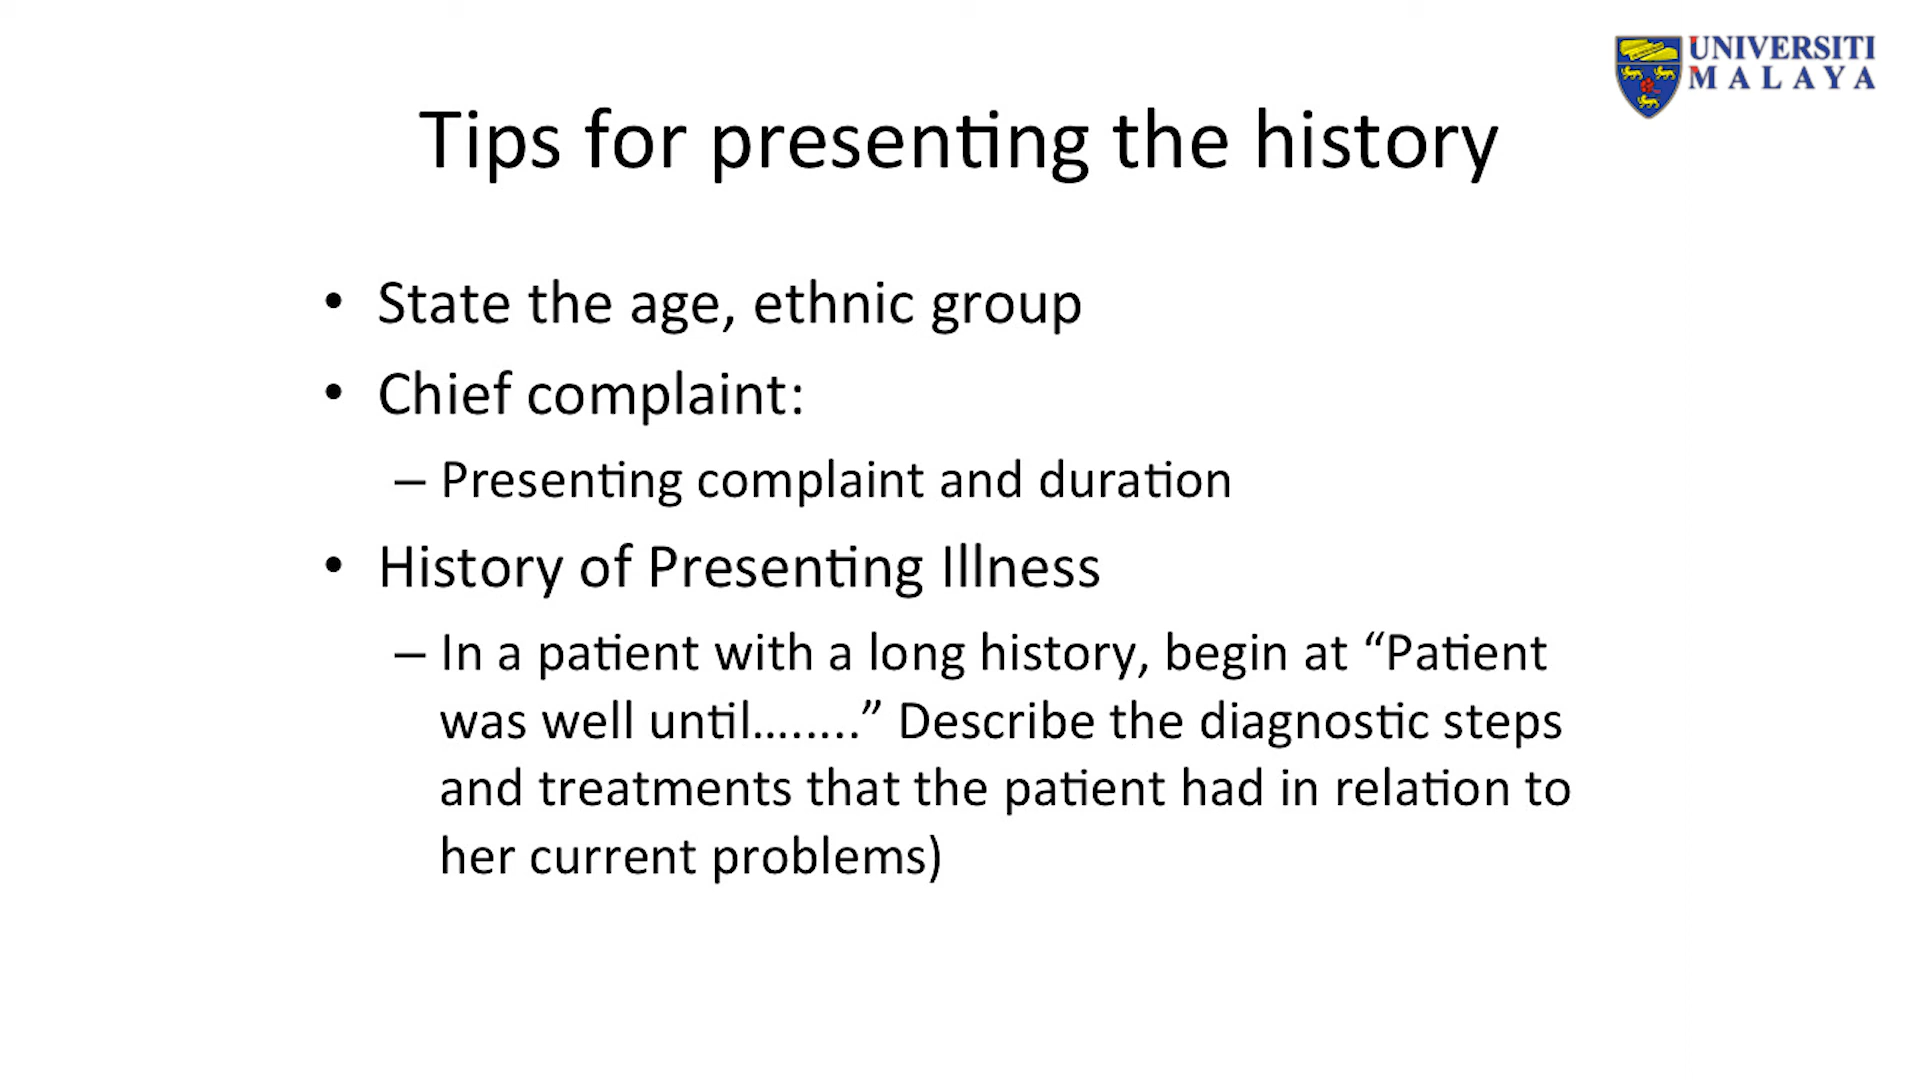 UNIVERSITI
MALAYA
Tips for presenting the history
• State the age, ethnic group
• Chief complaint:
– Presenting complaint and duration
• History of Presenting Illness
– In a patient with a long history, begin at “Patient
was well until........” Describe the diagnostic steps
and treatments that the patient had in relation to
her current problems)